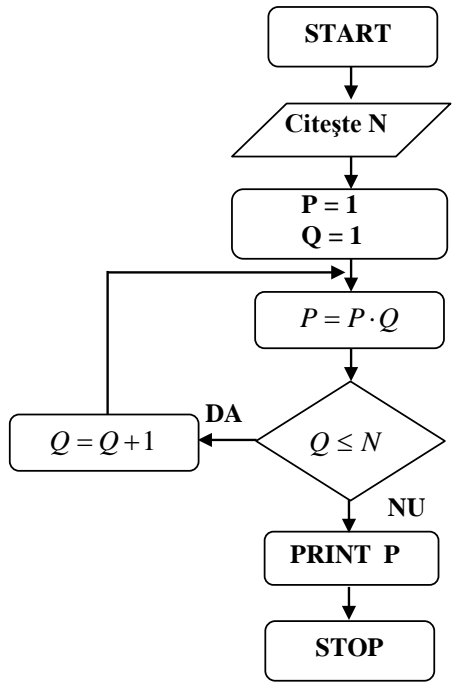 START
Citeşte N
P = 1
Q = 1
P = P · Q
DA
Q = Q + 1
Q ≤ N
NU
PRINT P
STOP